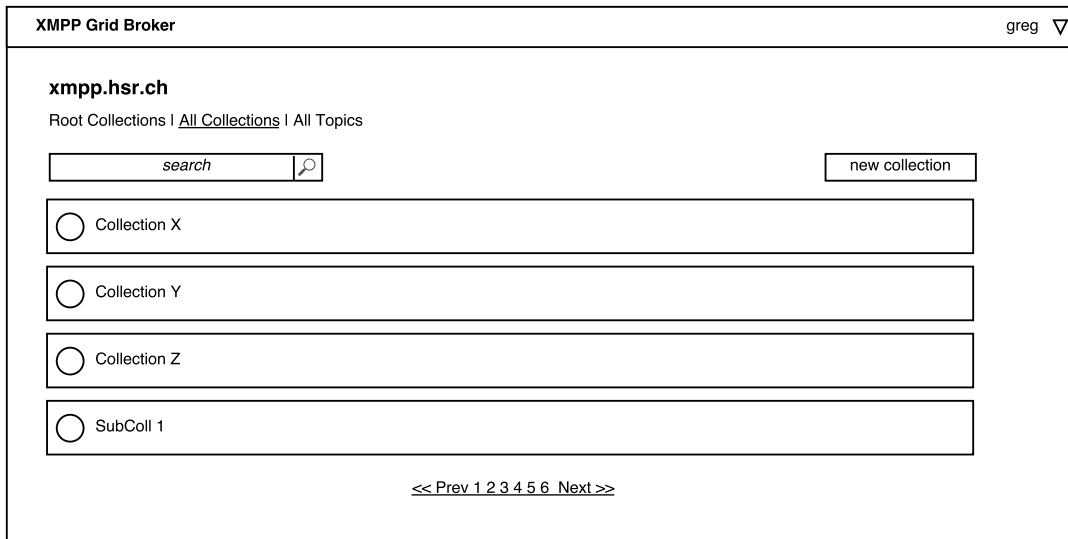 XMPP Grid Broker greg
xmpp.hsr.ch
Root Collections | All Collections | All Topics
search new collection
Collection X
Collection Y
Collection Z
SubColl 1
<< Prev 1 2 3 4 5 6 Next >>